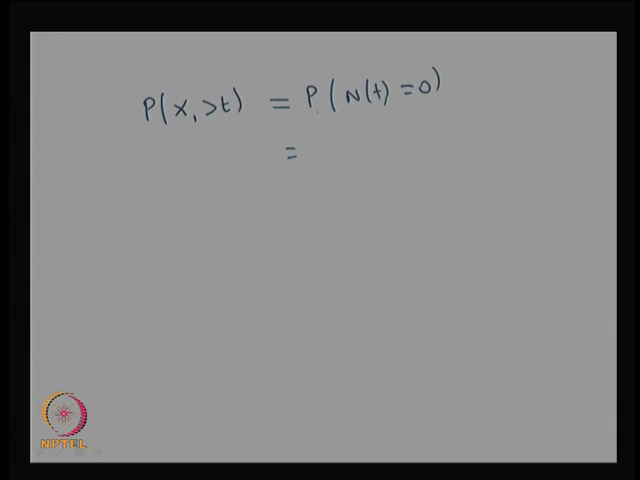 P(X₁ > t) = P(N(t) = 0)
=
NPTEL